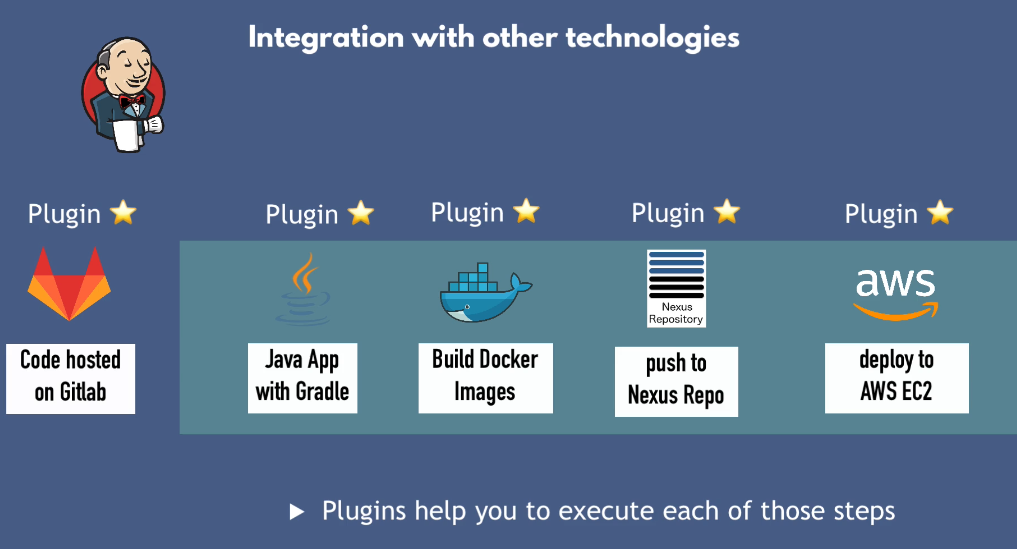 Integration with other technologies
Plugin ⭐
Plugin ⭐
Plugin ⭐
Plugin ⭐
Plugin ⭐
Nexus
Repository
aws
Code hosted
on Gitlab
Java App
with Gradle
Build Docker
Images
push to
Nexus Repo
deploy to
AWS EC2
▶ Plugins help you to execute each of those steps